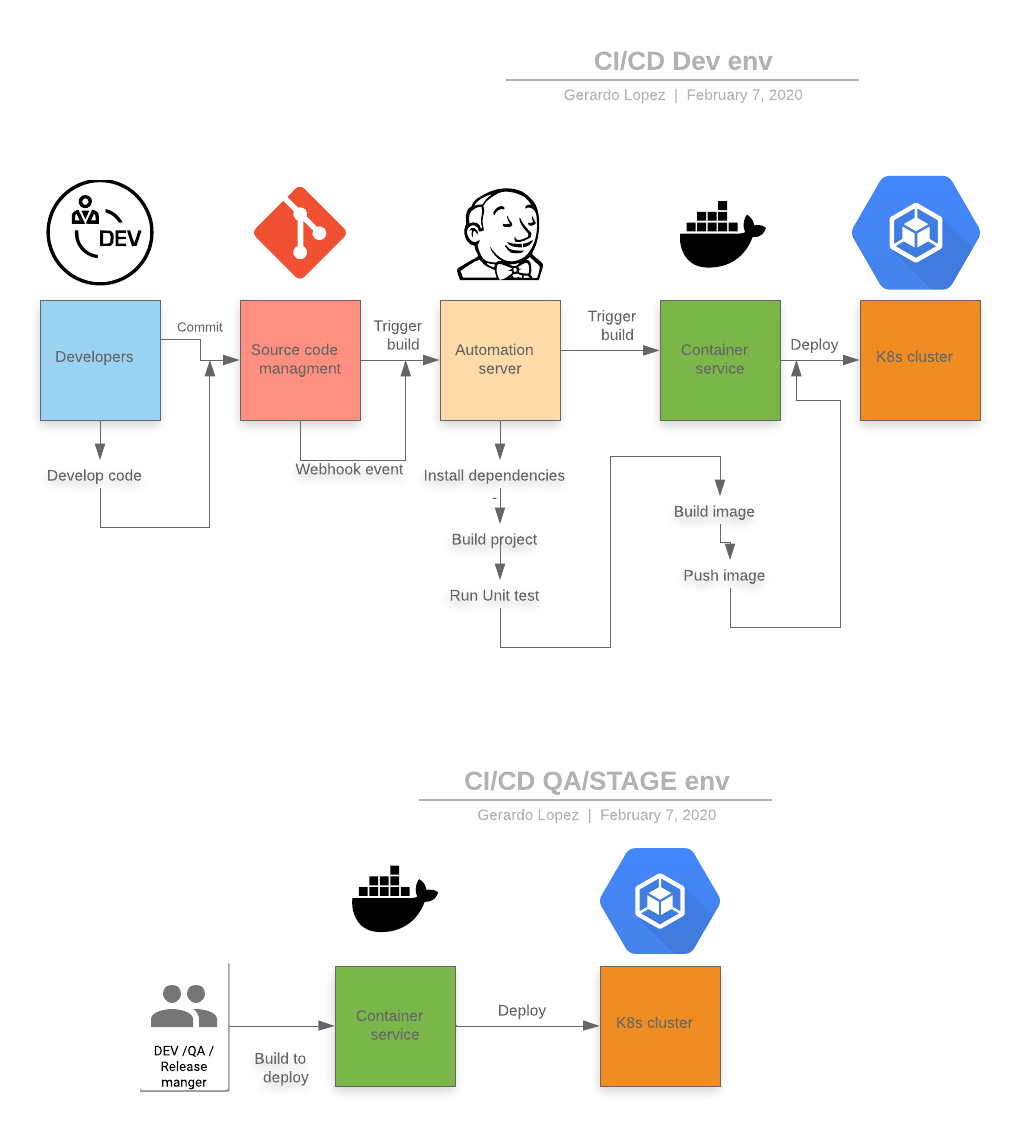 CI/CD Dev env
Gerardo Lopez | February 7, 2020
DEV
Developers
Commit
Source code
managment
Trigger
build
Automation
server
Trigger
build
Container
service
Deploy
K8s cluster
Develop code
Webhook event
Install dependencies
-
Build project
Run Unit test
Build image
Push image
CI/CD QA/STAGE env
Gerardo Lopez | February 7, 2020
DEV /QA /
Release
manger
Build to
deploy
Container
service
Deploy
K8s cluster